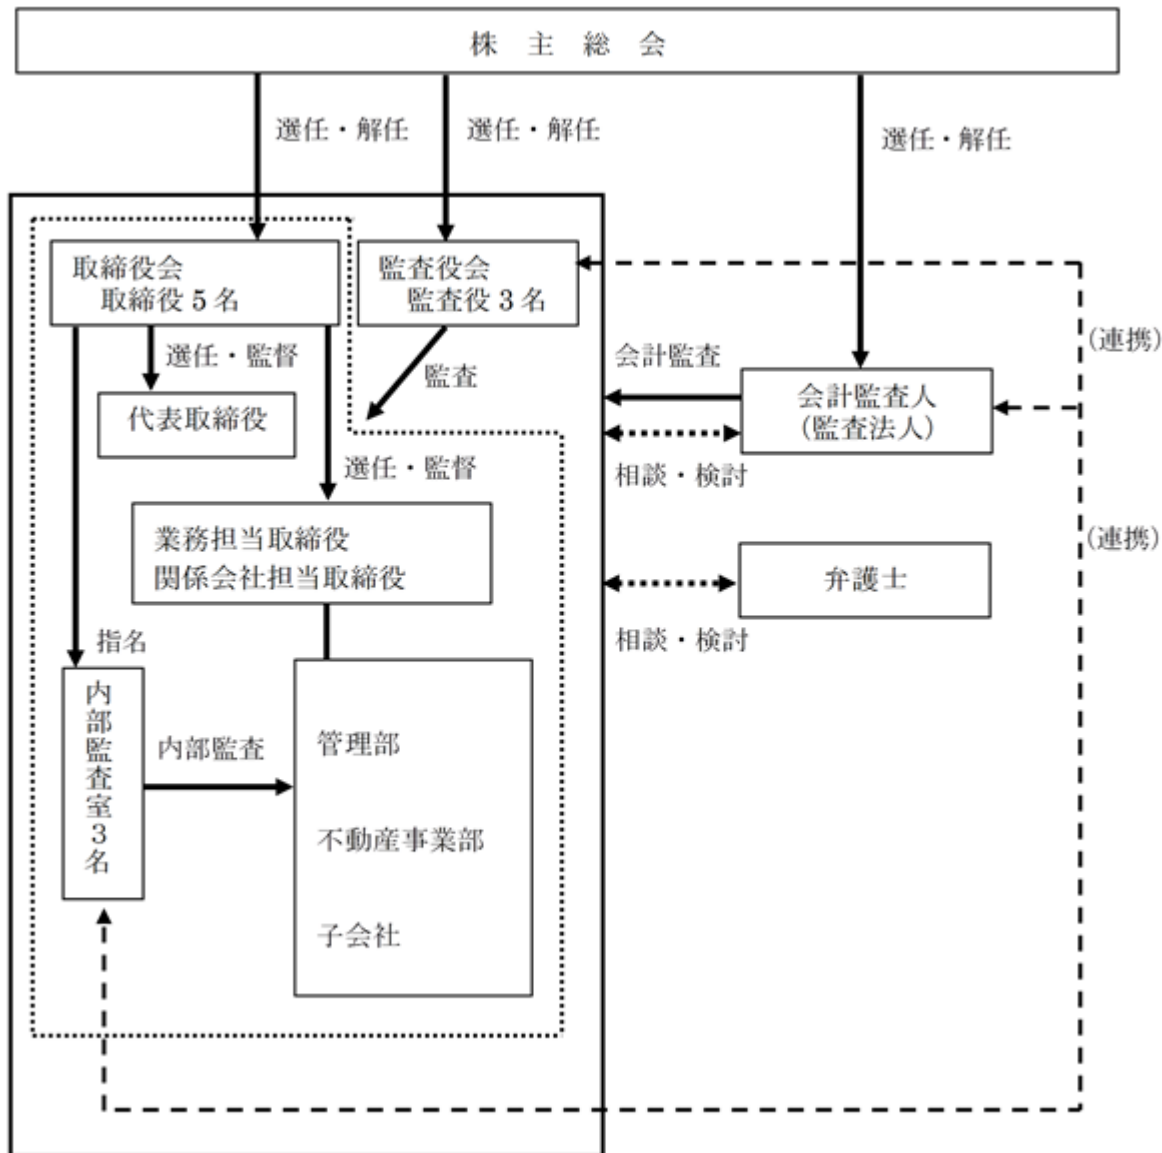 株主総会
選任・解任
選任・解任
選任・解任
取締役会
取締役5名
監査役会
監査役3名
(連携)
選任・監督
監査
会計監査
会計監査人
(監査法人)
代表取締役
選任・監督
相談・検討
業務担当取締役
関係会社担当取締役
(連携)
弁護士
相談・検討
指名
内部監査室3名
内部監査
管理部
不動産事業部
子会社